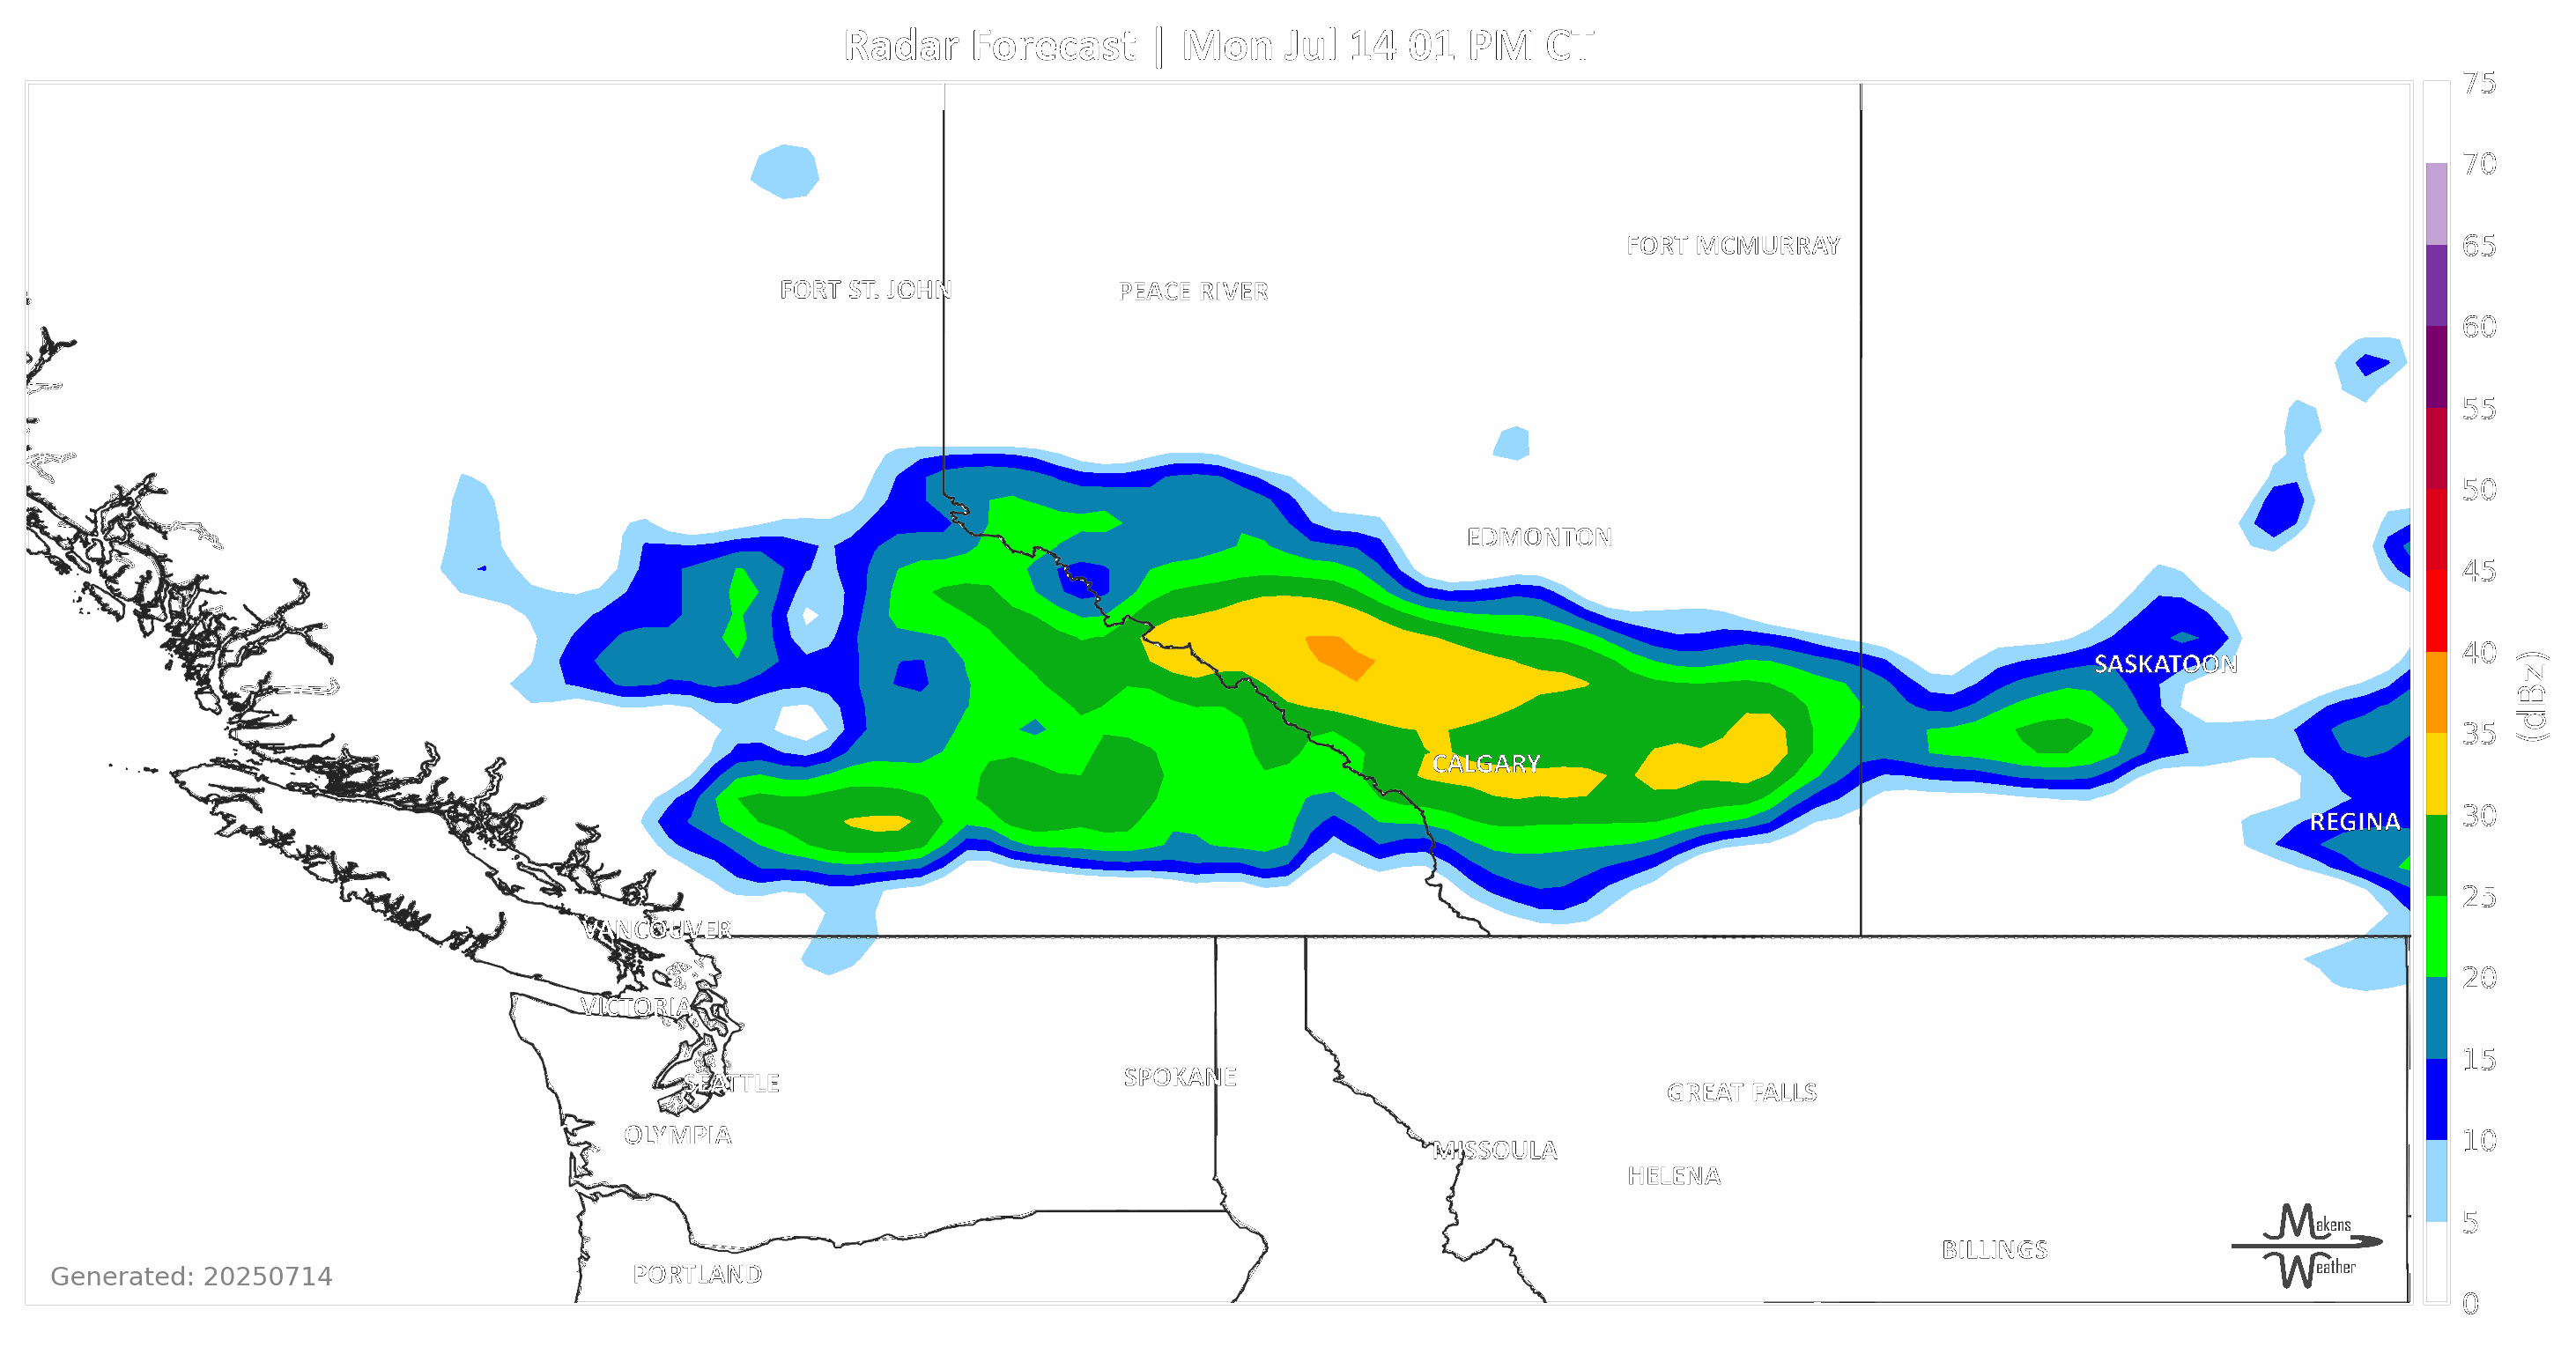 Radar Forecast | Mon Jul 14 01 PM CT
75
70
FORT MCMURRAY
65
FORT ST. JOHN
PEACE RIVER
60
55
50
EDMONTON
45
SASKATOON
40
(dBz)
35
CALGARY
REGINA
30
25
VANCOUVER
20
VICTORIA
15
SEATTLE
SPOKANE
GREAT FALLS
OLYMPIA
10
MISSOULA
HELENA
5
Makens
Weather
BILLINGS
PORTLAND
Generated: 20250714
0